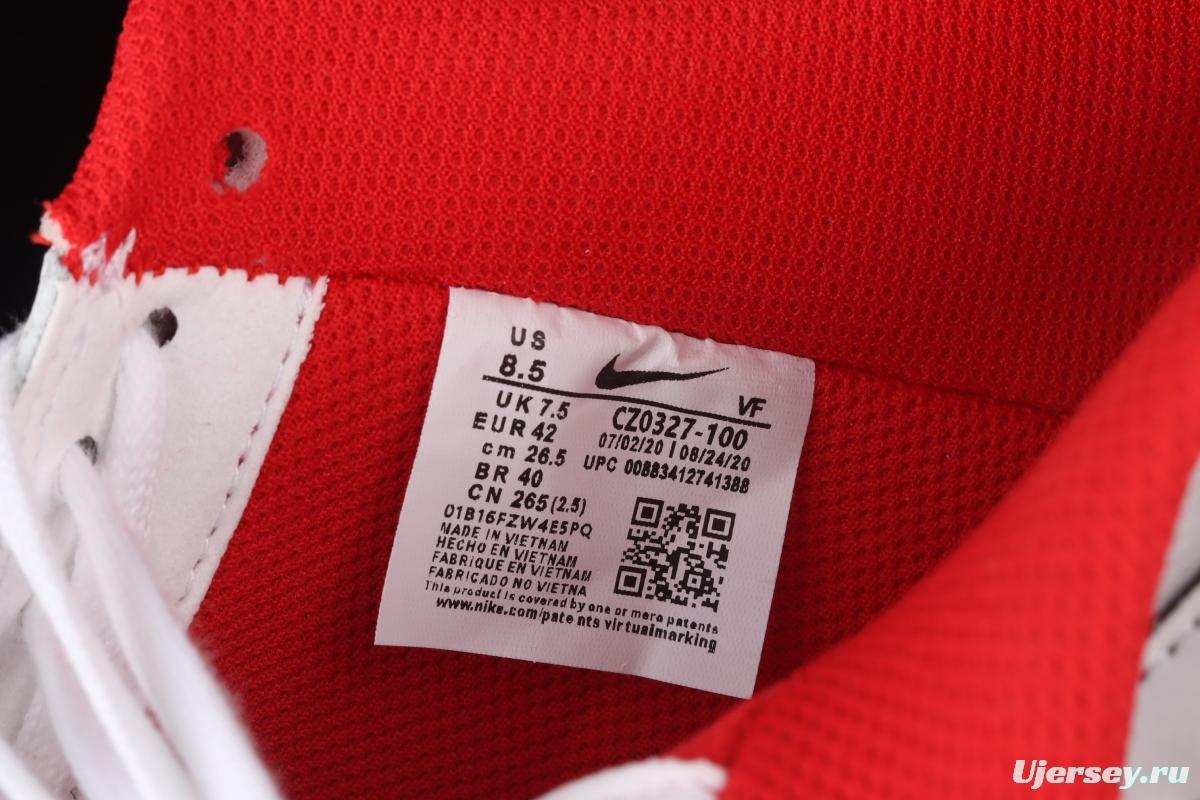 US
8.5
VF
UK 7.5
CZ0327-100
EUR 42
07/02/20 | 08/24/20
cm 26.5
UPC 00883412741388
BR 40
CN 265(2.5)
01B16FZW4E5PQ
MADE IN VIETNAM
HECHO EN VIETNAM
FABRIQUE EN VIETNAM
FABRICADO NO VIETNA
This product is covered by one or mera patents
www.nike.com/patents virtualmarking
Ujersey.ru